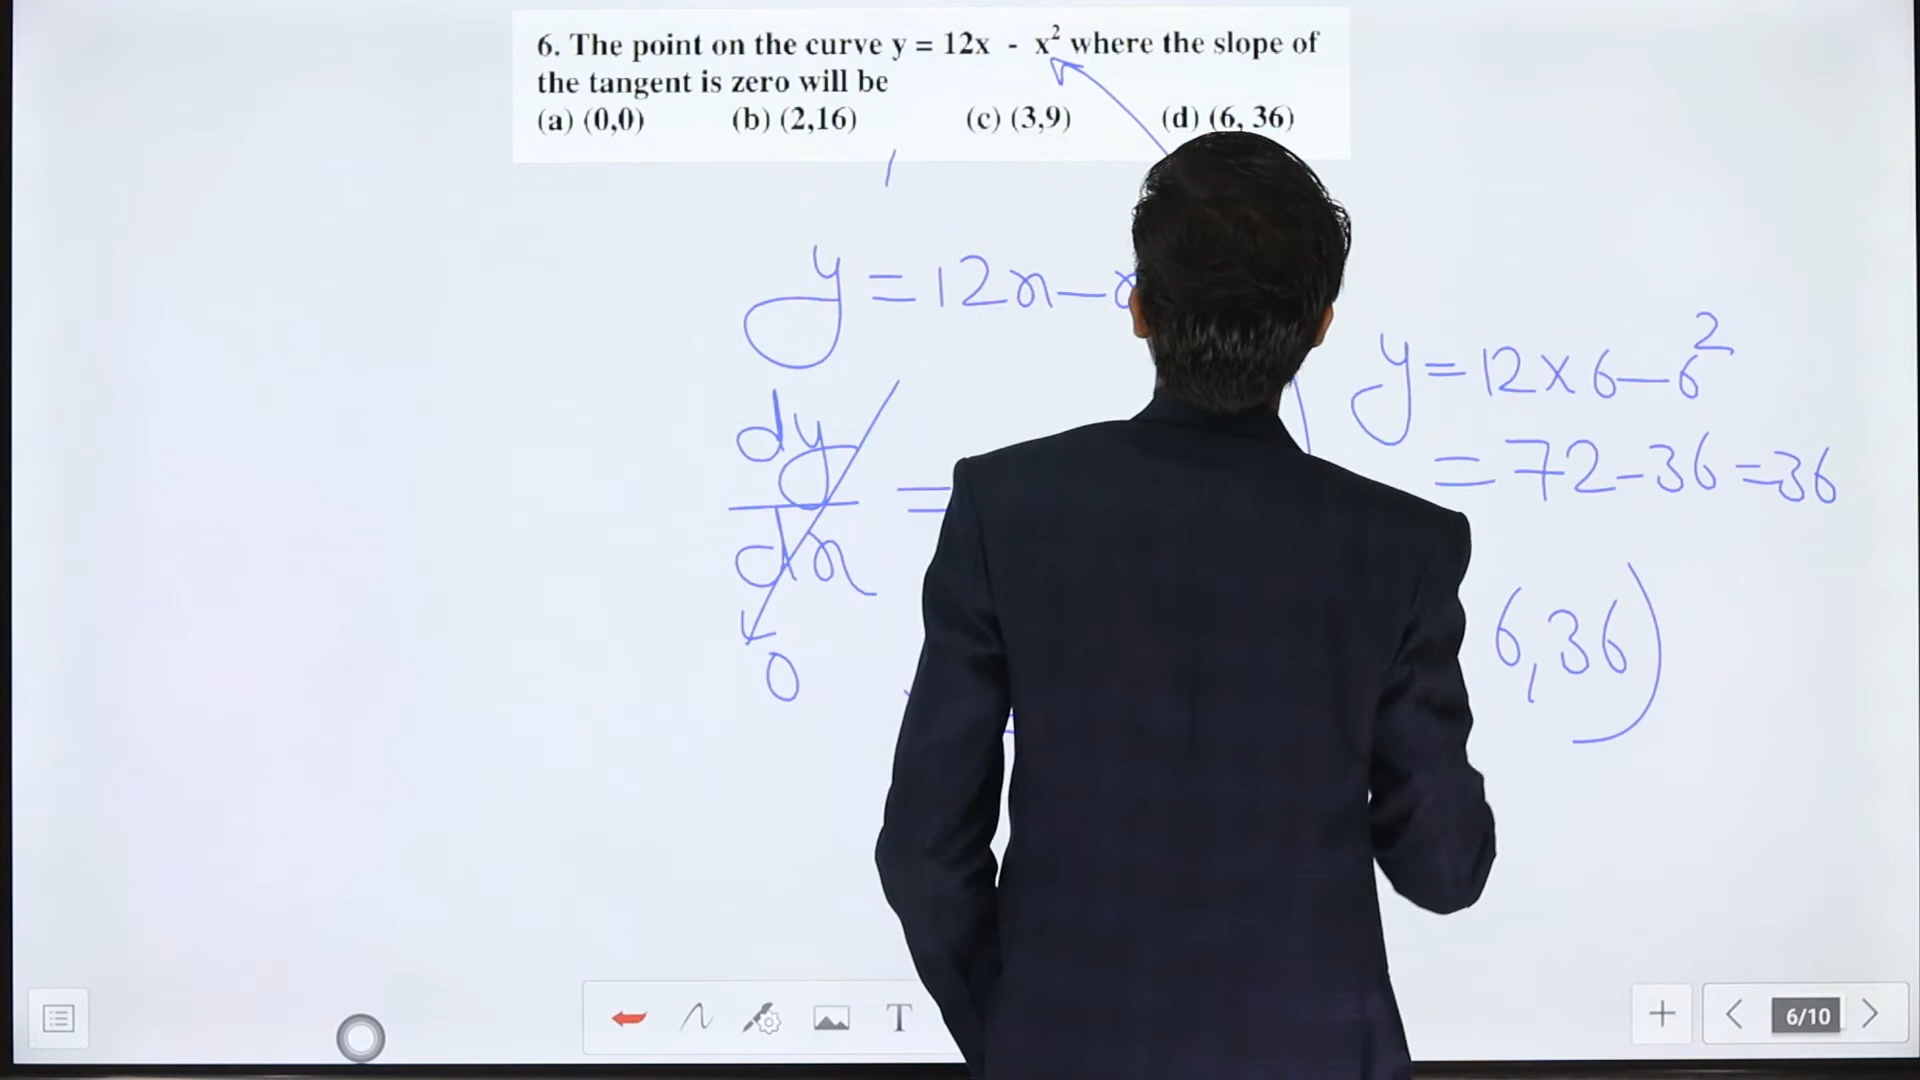 6. The point on the curve y = 12x - x² where the slope of
the tangent is zero will be
(a) (0,0) (b) (2,16) (c) (3,9) (d) (6, 36)
y = 12x -
dy
dx
=
0
y = 12 × 6 - 6²
= 72 - 36 = 36
6, 36)
T
6/10